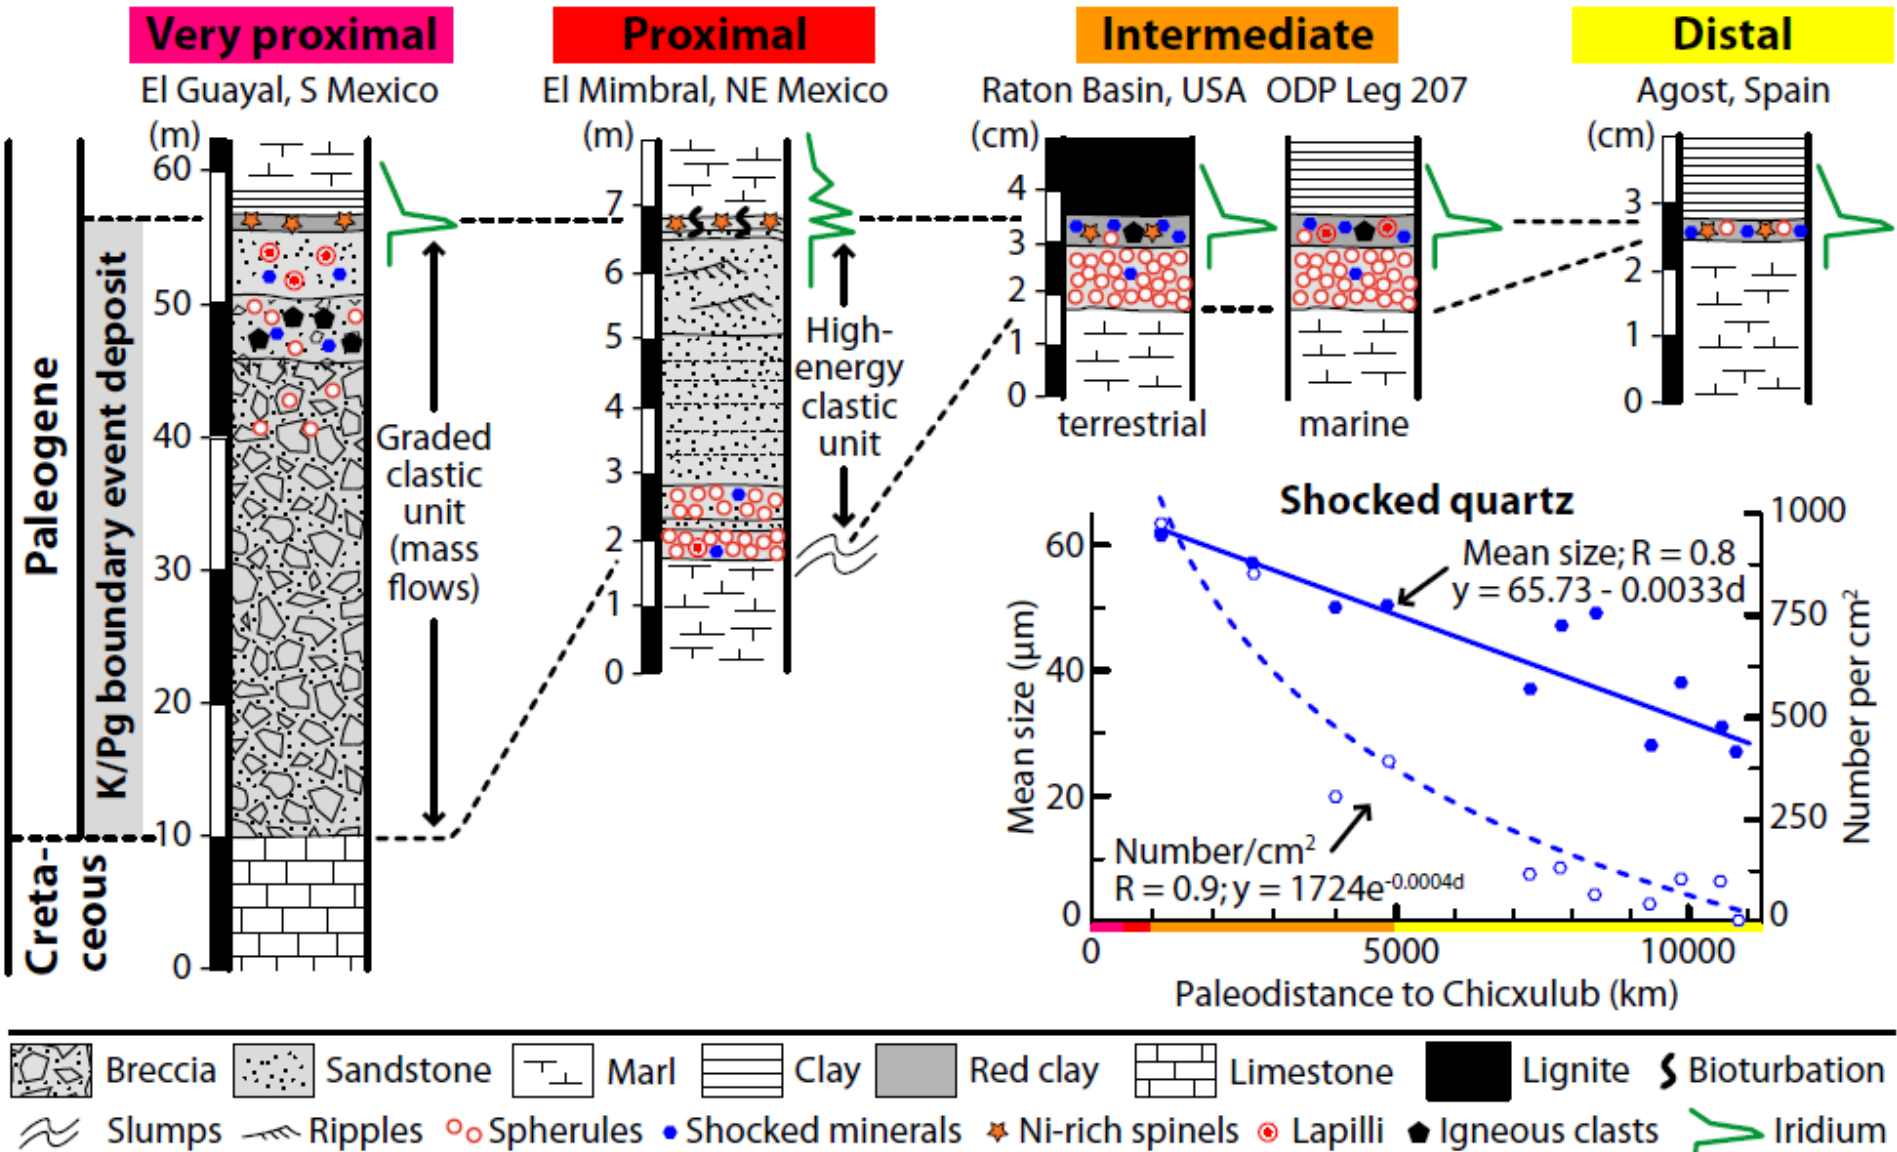 Very proximal
Proximal
Intermediate
Distal
El Guayal, S Mexico
El Mimbral, NE Mexico
Raton Basin, USA
ODP Leg 207
Agost, Spain
(m)
60
50
40
30
20
10
0
Paleogene
Creta-
ceous
K/Pg boundary event deposit
Graded
clastic
unit
(mass
flows)
(m)
7
6
5
4
3
2
1
0
High-
energy
clastic
unit
(cm)
4
3
2
1
0
terrestrial
marine
(cm)
3
2
1
0
Shocked quartz
Mean size; R = 0.8
y = 65.73 - 0.0033d
Number/cm²
R = 0.9; y = 1724e^-0.0004d
Mean size (µm)
60
40
20
0
1000
750
500
250
0
Number per cm²
0
5000
10000
Paleodistance to Chicxulub (km)
Breccia
Sandstone
Marl
Clay
Red clay
Limestone
Lignite
Bioturbation
Slumps
Ripples
Spherules
Shocked minerals
Ni-rich spinels
Lapilli
Igneous clasts
Iridium